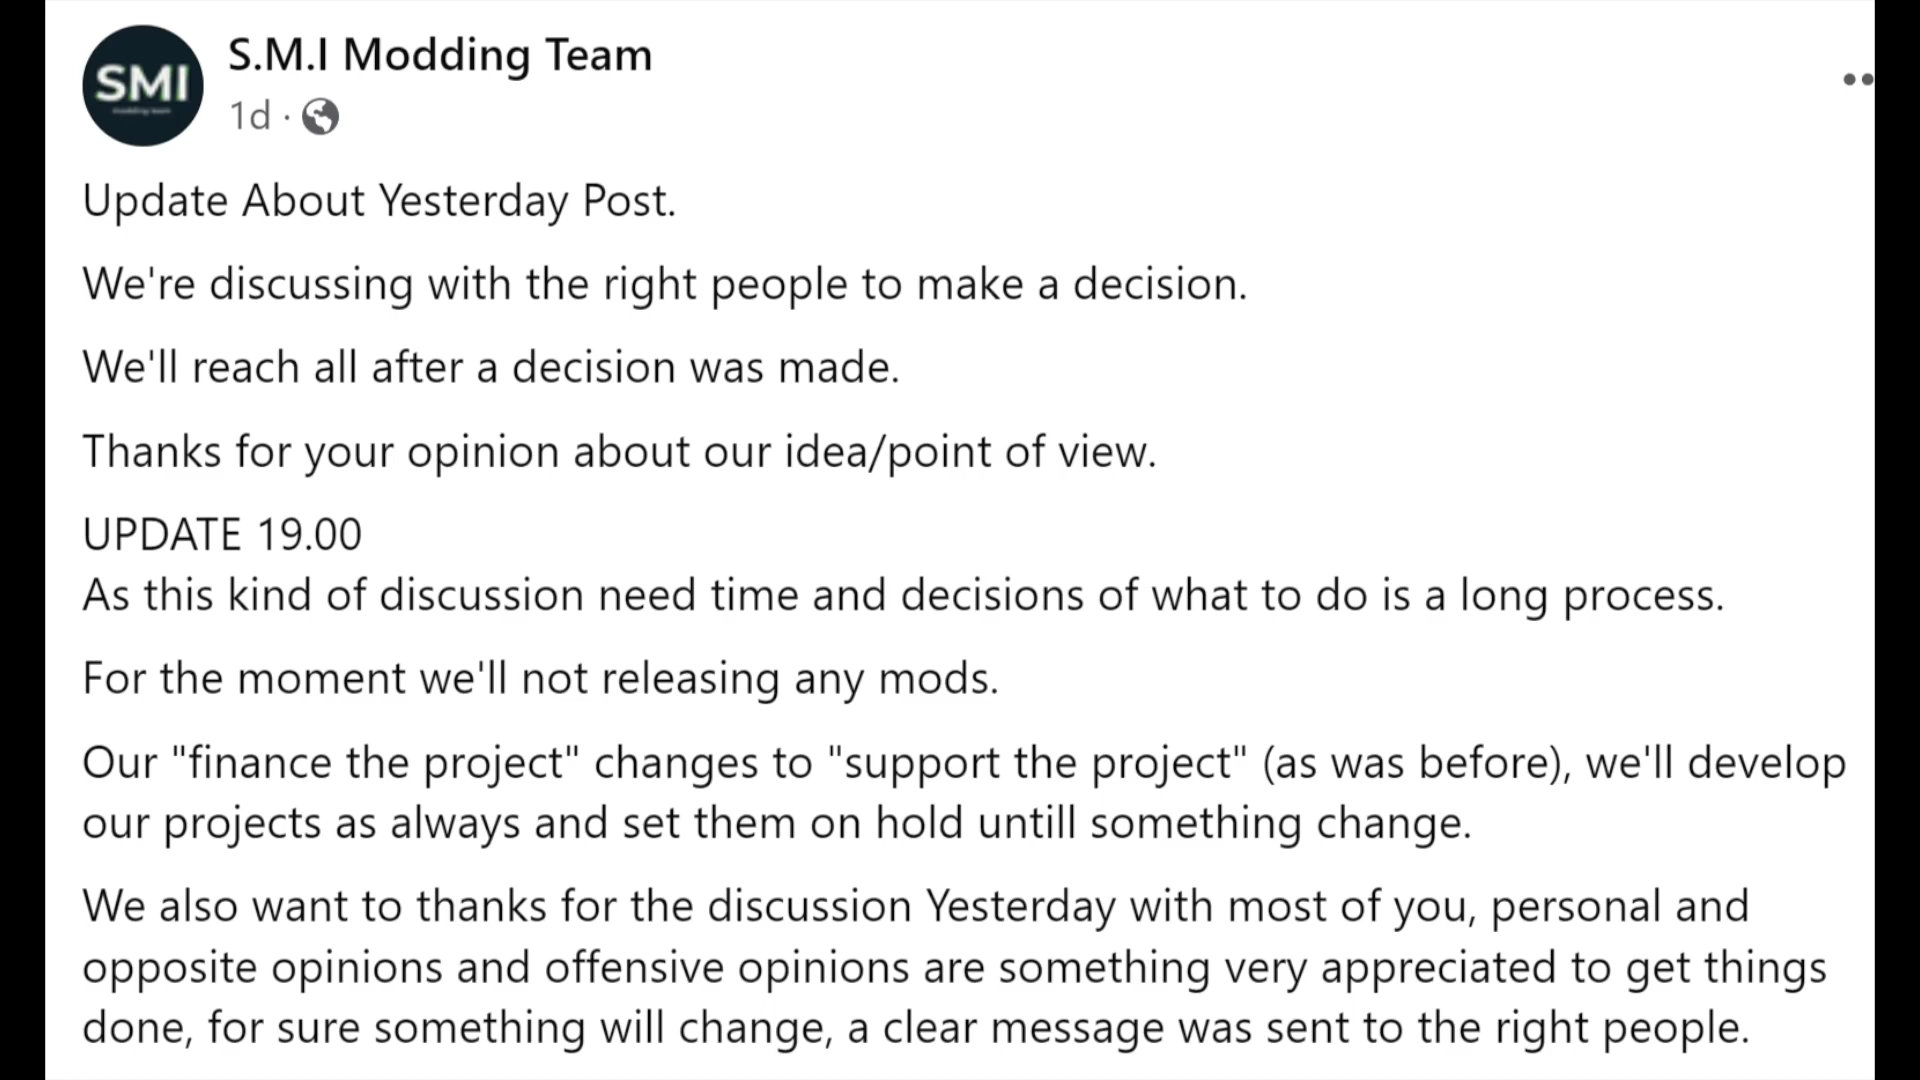 SMI
S.M.I Modding Team
1d ·
Update About Yesterday Post.
We're discussing with the right people to make a decision.
We'll reach all after a decision was made.
Thanks for your opinion about our idea/point of view.
UPDATE 19.00
As this kind of discussion need time and decisions of what to do is a long process.
For the moment we'll not releasing any mods.
Our "finance the project" changes to "support the project" (as was before), we'll develop
our projects as always and set them on hold untill something change.
We also want to thanks for the discussion Yesterday with most of you, personal and
opposite opinions and offensive opinions are something very appreciated to get things
done, for sure something will change, a clear message was sent to the right people.